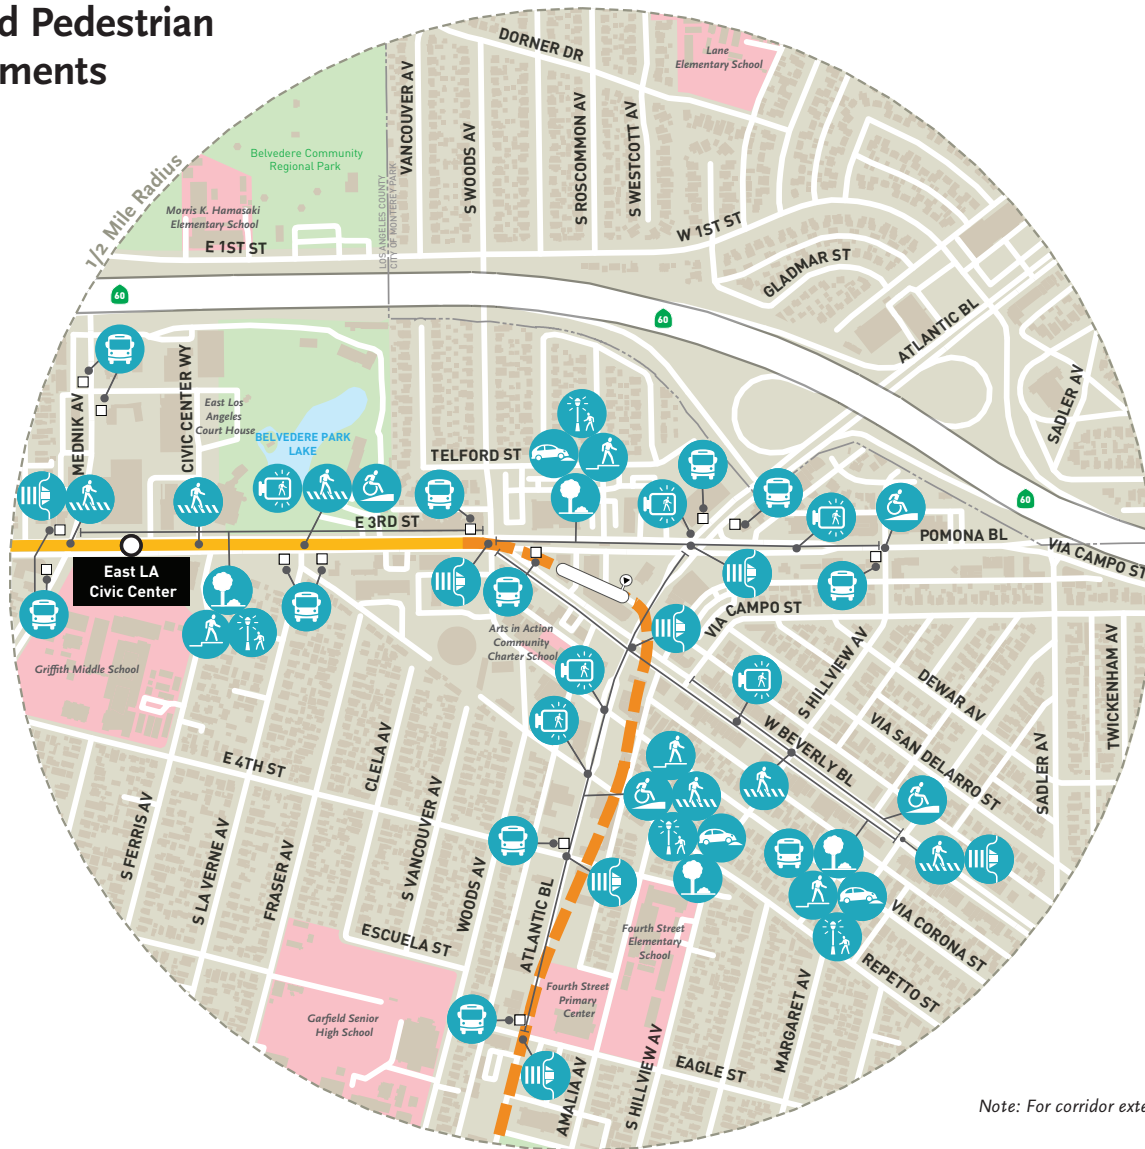 d Pedestrian
ments
1/2 Mile Radius
DORNER DR
Lane
Elementary School
VANCOUVER AV
S WOODS AV
S ROSCOMMON AV
S WESTCOTT AV
Belvedere Community
Regional Park
Morris K. Hamasaki
Elementary School
E 1ST ST
LOS ANGELES COUNTY
CITY OF MONTEREY PARK
W 1ST ST
GLADMAR ST
ATLANTIC BL
60
60
60
SADLER AV
MEDNIK AV
CIVIC CENTER WY
East Los
Angeles
Court House
BELVEDERE PARK
LAKE
TELFORD ST
E 3RD ST
POMONA BL
VIA CAMPO ST
East LA
Civic Center
VIA CAMPO ST
Arts in Action
Community
Charter School
Griffith Middle School
S HILLVIEW AV
DEWAR AV
TWICKENHAM AV
W BEVERLY BL
VIA SAN DELARRO ST
SADLER AV
E 4TH ST
CLELA AV
S VANCOUVER AV
S FERRIS AV
S LA VERNE AV
FRASER AV
WOODS AV
ATLANTIC BL
ESCUELA ST
Fourth Street
Elementary
School
VIA CORONA ST
REPETTO ST
Fourth Street
Primary
Center
Garfield Senior
High School
MARGARET AV
EAGLE ST
S HILLVIEW AV
AMALIA AV
Note: For corridor exte